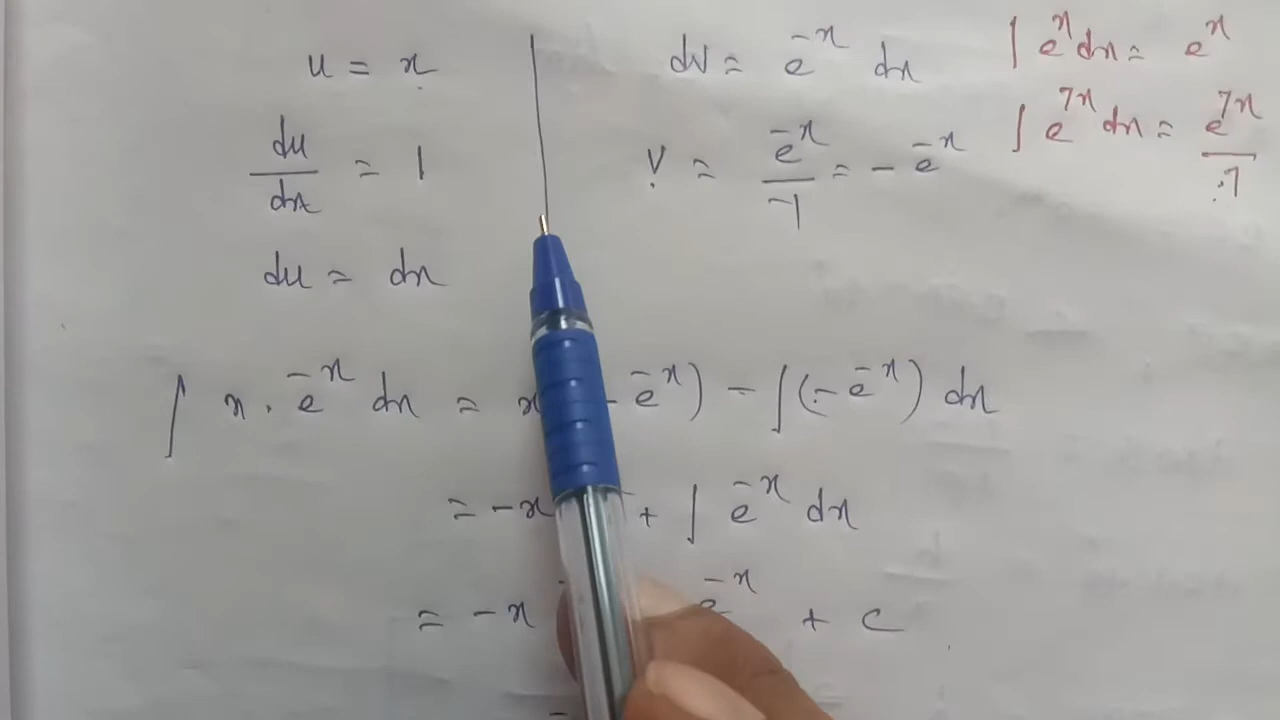 u = x
du/dx = 1
du = dx
dv = e^-x dx
v = e^-x/-1 = - e^-x
∫ e^x dx = e^x
∫ e^7x dx = e^7x/7
∫ x . e^-x dx = x - e^-x) - ∫(-e^-x) dx
= -x + ∫ e^-x dx
= -x e^-x + c